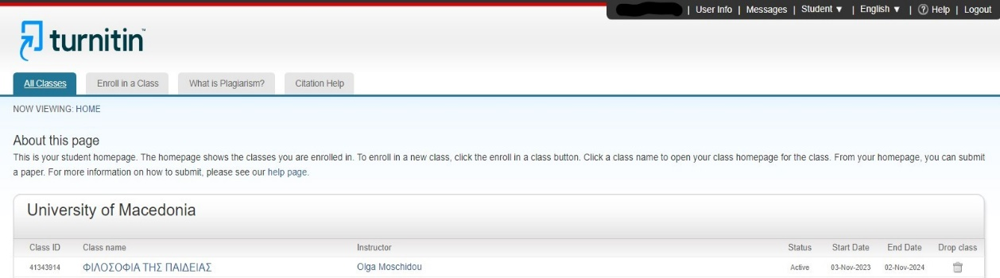 | User Info | Messages | Student ▼ | English ▼ | ? Help | Logout
turnitin™
All Classes Enroll in a Class What is Plagiarism? Citation Help
NOW VIEWING: HOME
About this page
This is your student homepage. The homepage shows the classes you are enrolled in. To enroll in a new class, click the enroll in a class button. Click a class name to open your class homepage for the class. From your homepage, you can submit
a paper. For more information on how to submit, please see our help page.
University of Macedonia
Class ID Class name Instructor Status Start Date End Date Drop class
41343914 ΦΙΛΟΣΟΦΙΑ ΤΗΣ ΠΑΙΔΕΙΑΣ Olga Moschidou Active 03-Nov-2023 02-Nov-2024